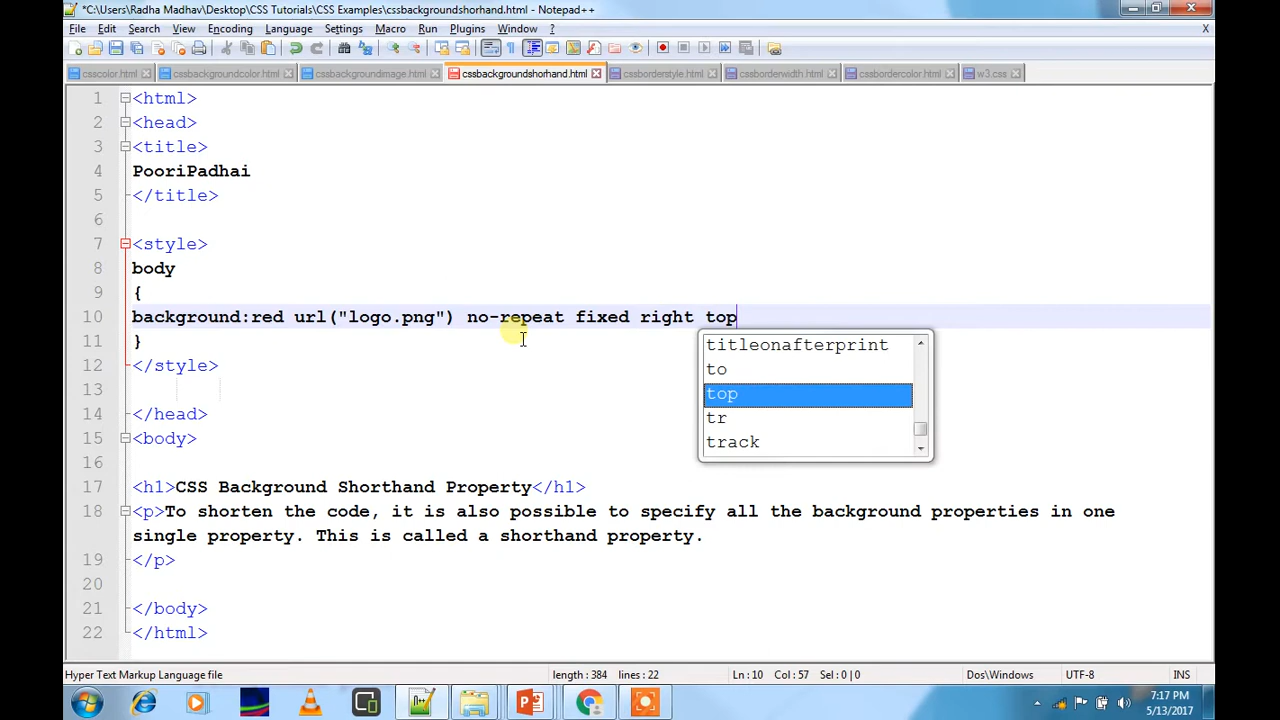 *C:\Users\Radha Madhav\Desktop\CSS Tutorials\CSS Examples\cssbackgroundshorhand.html - Notepad++
File Edit Search View Encoding Language Settings Macro Run Plugins Window ? X
csscolor.html cssbackgroundcolor.html cssbackgroundimage.html cssbackgroundshorhand.html cssborderstyle.html cssborderwidth.html cssbordercolor.html w3.css
1 <html>
2 <head>
3 <title>
4 PooriPadhai
5 </title>
6
7 <style>
8 body
9 {
10 background:red url("logo.png") no-repeat fixed right top
titleonafterprint
to
top
tr
track
11 }
12 </style>
13
14 </head>
15 <body>
16
17 <h1>CSS Background Shorthand Property</h1>
18 <p>To shorten the code, it is also possible to specify all the background properties in one
single property. This is called a shorthand property.
19 </p>
20
21 </body>
22 </html>
Hyper Text Markup Language file length : 384 lines : 22 Ln : 10 Col : 57 Sel : 0 | 0 Dos\Windows UTF-8 INS
7:17 PM
5/13/2017